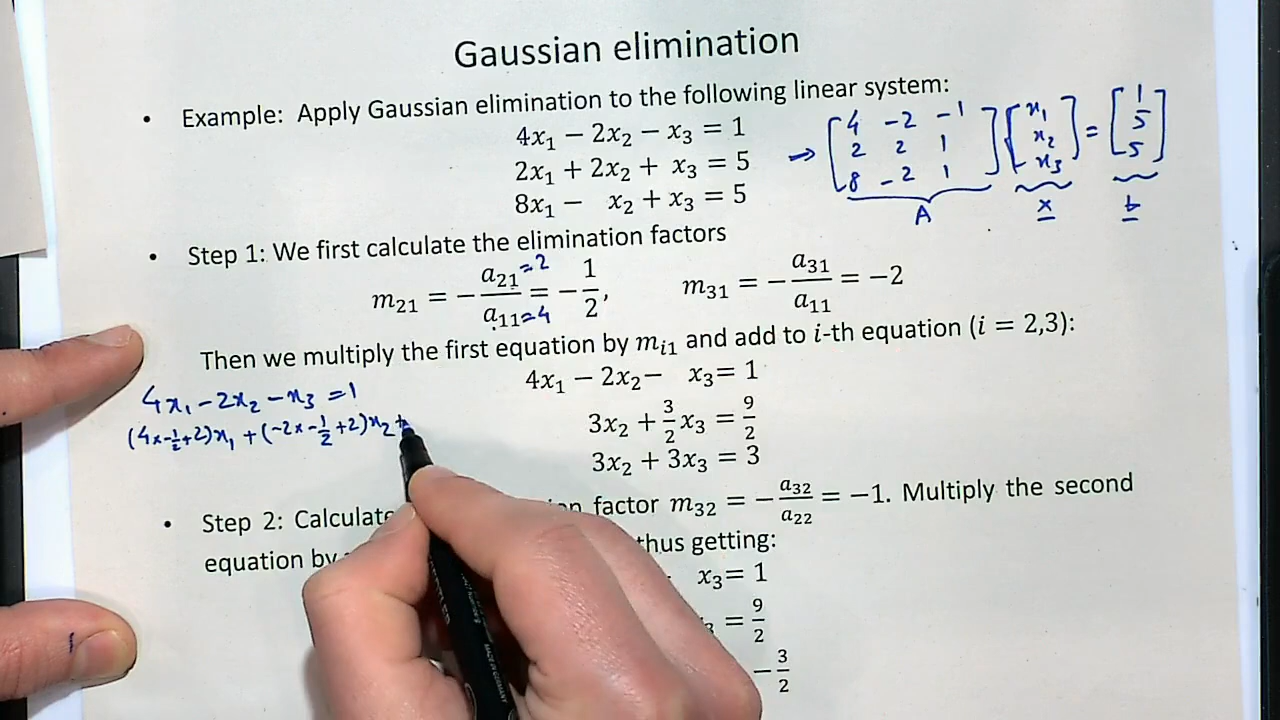 Gaussian elimination
• Example: Apply Gaussian elimination to the following linear system:
4x₁ − 2x₂ − x₃ = 1
2x₁ + 2x₂ + x₃ = 5
8x₁ − x₂ + x₃ = 5
→ [4 -2 -1; 2 2 1; 8 -2 1] [x₁; x₂; x₃] = [1; 5; 5]
A x b
• Step 1: We first calculate the elimination factors
m₂₁ = − a₂₁=2 / a₁₁=4 = − 1/2, m₃₁ = − a₃₁/a₁₁ = −2
Then we multiply the first equation by mᵢ₁ and add to i-th equation (i = 2,3):
4x₁ − 2x₂ − x₃ = 1
3x₂ + 3/2 x₃ = 9/2
3x₂ + 3x₃ = 3
4x₁ - 2x₂ - x₃ = 1
(4x-1/2+2)x₁ + (-2x-1/2+2)x₂ +
• Step 2: Calculate factor m₃₂ = − a₃₂/a₂₂ = −1. Multiply the second
equation by thus getting:
x₃ = 1
= 9/2
− 3/2